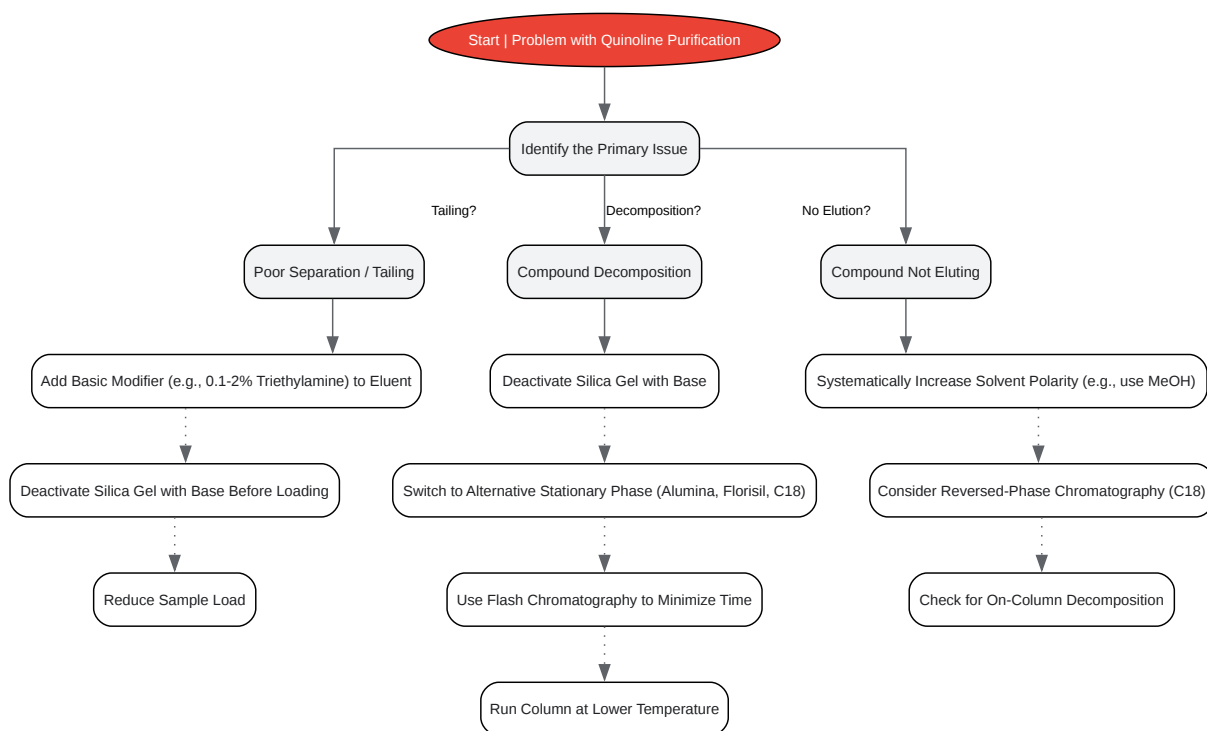 Start | Problem with Quinoline Purification
Identify the Primary Issue
Tailing?
Decomposition?
No Elution?
Poor Separation / Tailing
Compound Decomposition
Compound Not Eluting
Add Basic Modifier (e.g., 0.1-2% Triethylamine) to Eluent
Deactivate Silica Gel with Base
Systematically Increase Solvent Polarity (e.g., use MeOH)
Deactivate Silica Gel with Base Before Loading
Switch to Alternative Stationary Phase (Alumina, Florisil, C18)
Consider Reversed-Phase Chromatography (C18)
Reduce Sample Load
Use Flash Chromatography to Minimize Time
Check for On-Column Decomposition
Run Column at Lower Temperature